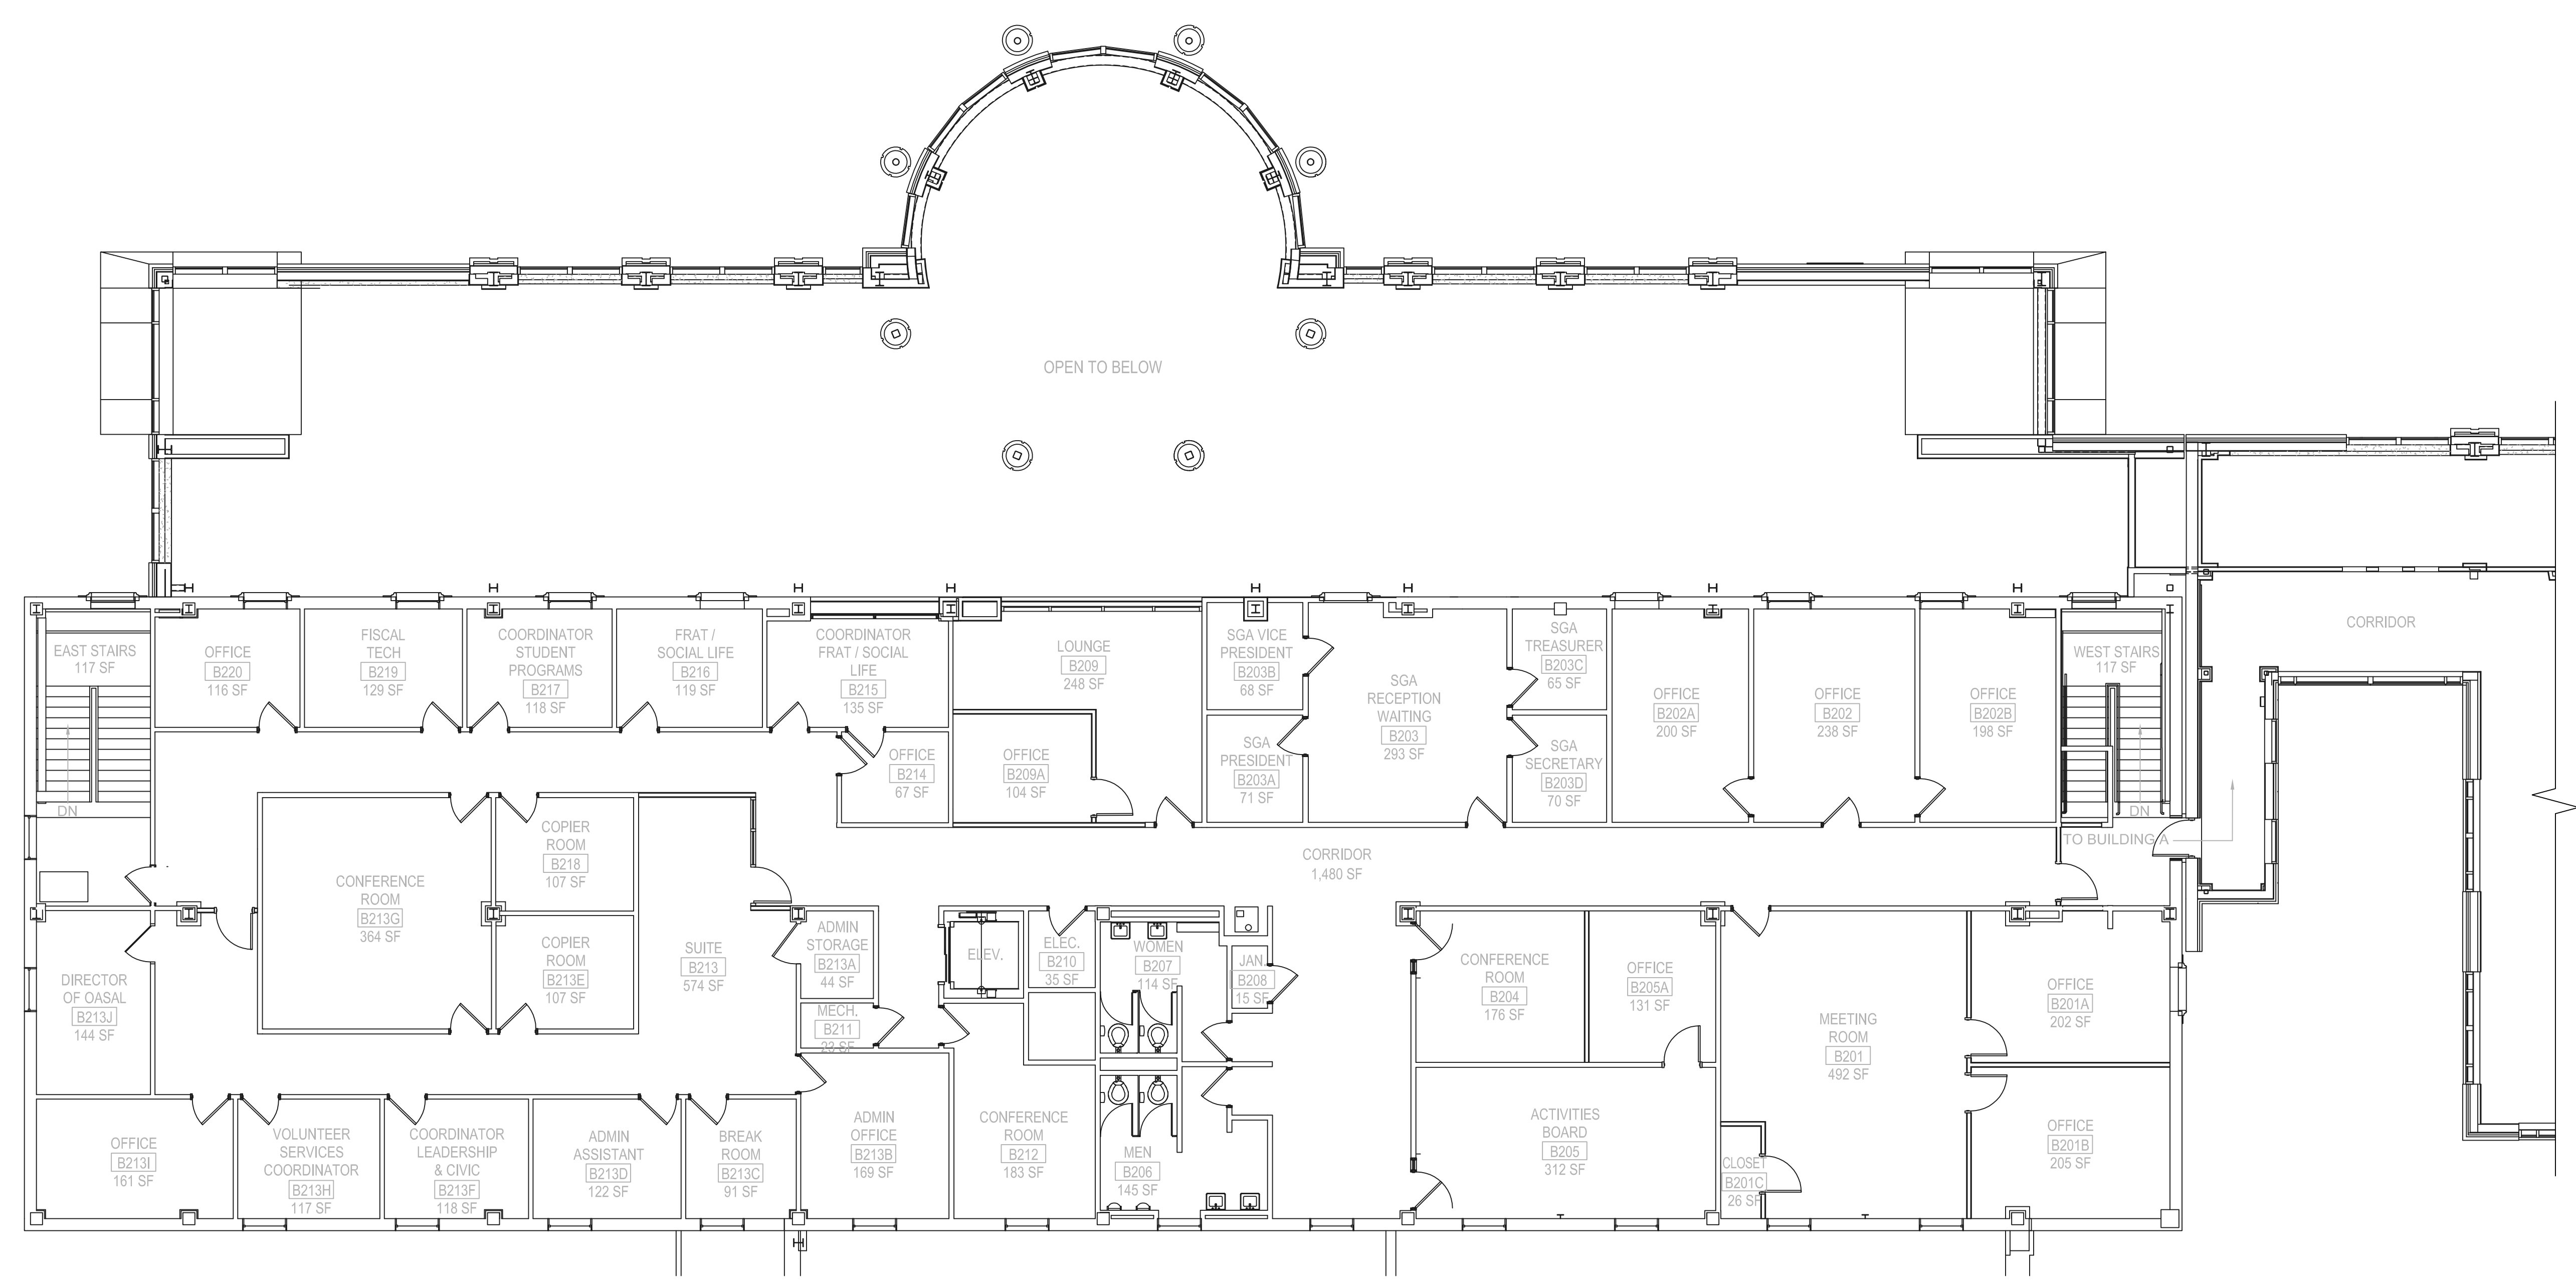 OPEN TO BELOW
EAST STAIRS
117 SF
DN
OFFICE
B220
116 SF
FISCAL
TECH
B219
129 SF
COORDINATOR
STUDENT
PROGRAMS
B217
118 SF
FRAT /
SOCIAL LIFE
B216
119 SF
COORDINATOR
FRAT / SOCIAL
LIFE
B215
135 SF
OFFICE
B214
67 SF
LOUNGE
B209
248 SF
OFFICE
B209A
104 SF
SGA VICE
PRESIDENT
B203B
68 SF
SGA
PRESIDENT
B203A
71 SF
SGA
RECEPTION
WAITING
B203
293 SF
SGA
TREASURER
B203C
65 SF
SGA
SECRETARY
B203D
70 SF
OFFICE
B202A
200 SF
OFFICE
B202
238 SF
OFFICE
B202B
198 SF
WEST STAIRS
117 SF
DN
TO BUILDING A
CORRIDOR
CORRIDOR
1,480 SF
CONFERENCE
ROOM
B213G
364 SF
COPIER
ROOM
B218
107 SF
COPIER
ROOM
B213E
107 SF
SUITE
B213
574 SF
ADMIN
STORAGE
B213A
44 SF
MECH.
B211
23 SF
ELEV.
ELEC.
B210
35 SF
WOMEN
B207
114 SF
JAN.
B208
15 SF
CONFERENCE
ROOM
B204
176 SF
OFFICE
B205A
131 SF
MEETING
ROOM
B201
492 SF
OFFICE
B201A
202 SF
DIRECTOR
OF OASAL
B213J
144 SF
OFFICE
B213I
161 SF
VOLUNTEER
SERVICES
COORDINATOR
B213H
117 SF
COORDINATOR
LEADERSHIP
& CIVIC
B213F
118 SF
ADMIN
ASSISTANT
B213D
122 SF
BREAK
ROOM
B213C
91 SF
ADMIN
OFFICE
B213B
169 SF
CONFERENCE
ROOM
B212
183 SF
MEN
B206
145 SF
ACTIVITIES
BOARD
B205
312 SF
CLOSET
B201C
26 SF
OFFICE
B201B
205 SF